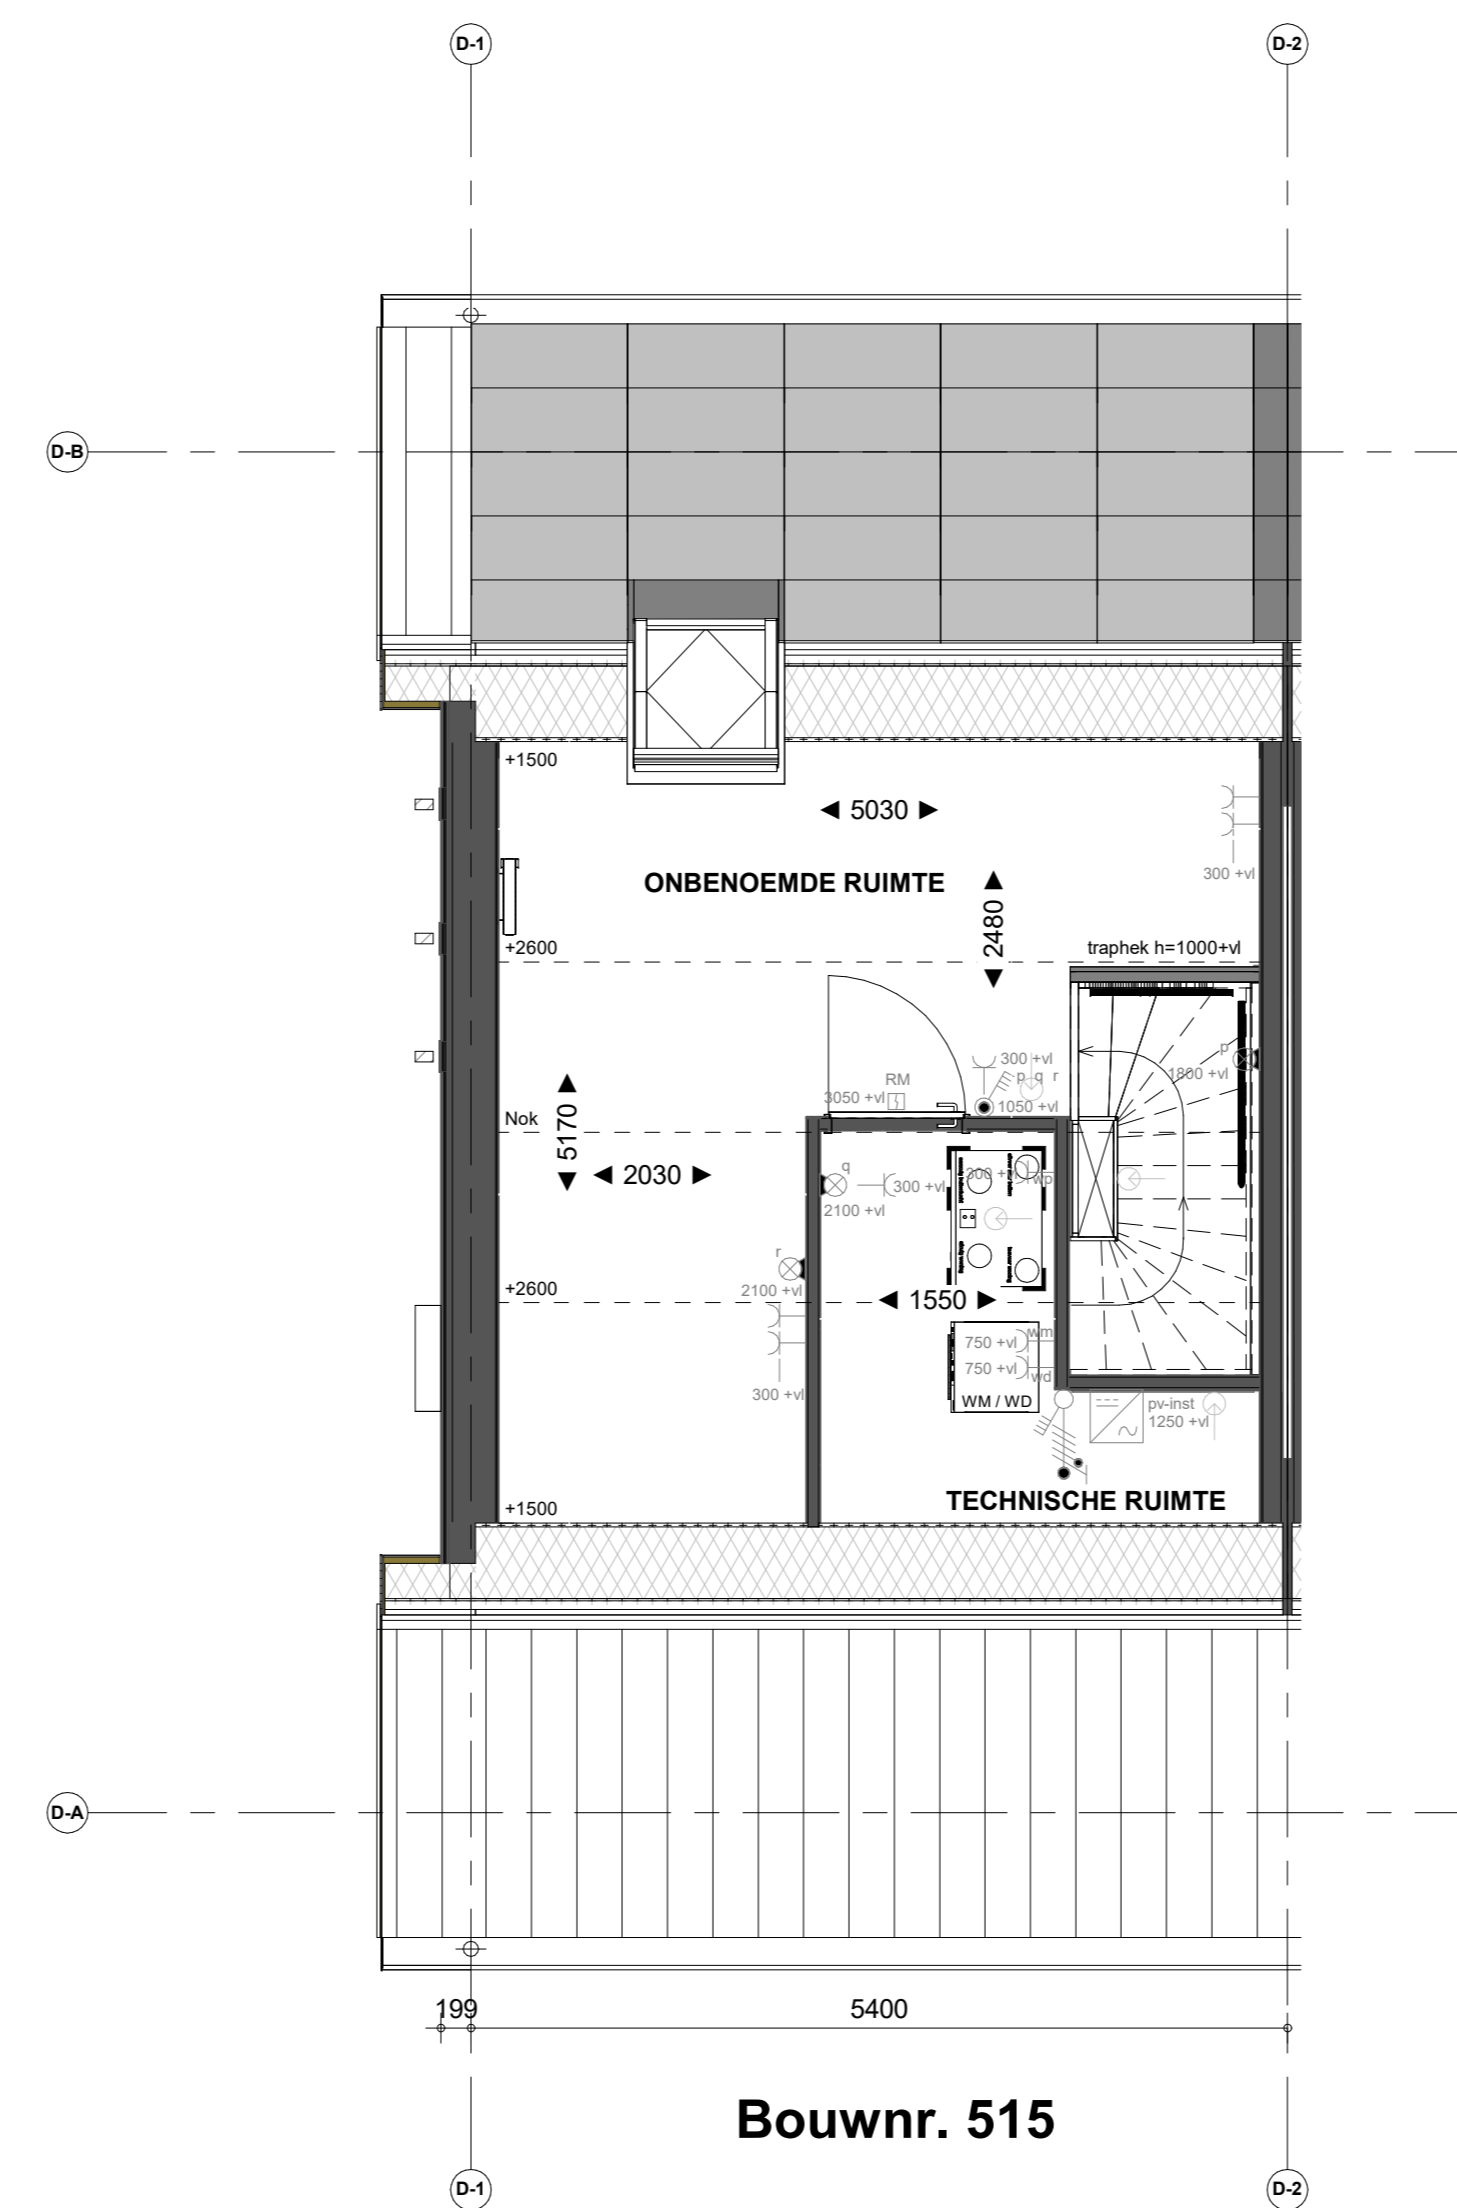 D-1
D-2
D-B
+1500
5030
300 +vl
ONBENOEMDE RUIMTE
2480
+2600
traphek h=1000+vl
300 +vl
p
RM
p q r
1800 +vl
3050 +vl
1050 +vl
Nok
5170
2030
q
300 +vl
300 +vl
wp
2100 +vl
r
2100 +vl
+2600
1550
wm
750 +vl
750 +vl
wd
300 +vl
WM / WD
pv-inst
1250 +vl
TECHNISCHE RUIMTE
+1500
D-A
199
5400
Bouwnr. 515
D-1
D-2